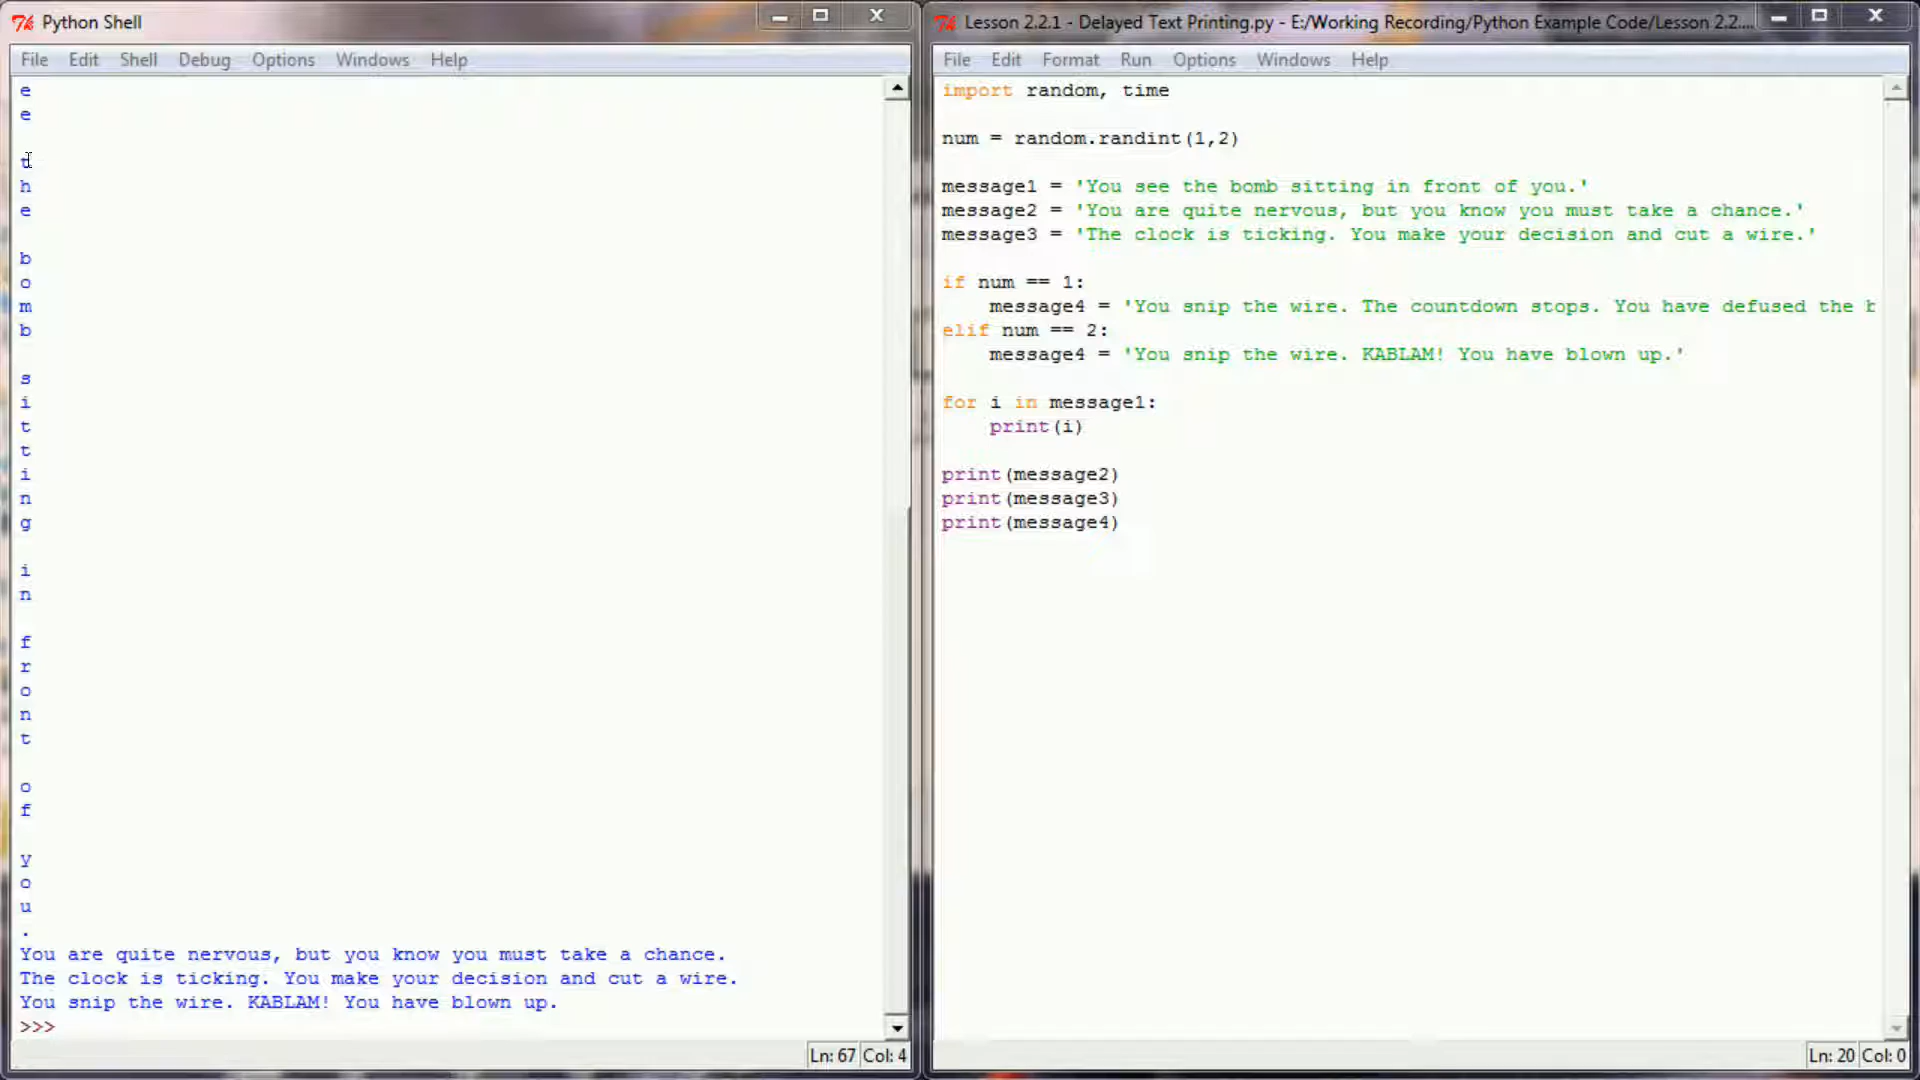 Python Shell
File Edit Shell Debug Options Windows Help
e
e
t
h
e
b
o
m
b
s
i
t
t
i
n
g
i
n
f
r
o
n
t
o
f
y
o
u
.
You are quite nervous, but you know you must take a chance.
The clock is ticking. You make your decision and cut a wire.
You snip the wire. KABLAM! You have blown up.
>>>
Ln: 67 Col: 4
Lesson 2.2.1 - Delayed Text Printing.py - E:/Working Recording/Python Example Code/Lesson 2.2....
File Edit Format Run Options Windows Help
import random, time
num = random.randint(1,2)
message1 = 'You see the bomb sitting in front of you.'
message2 = 'You are quite nervous, but you know you must take a chance.'
message3 = 'The clock is ticking. You make your decision and cut a wire.'
if num == 1:
    message4 = 'You snip the wire. The countdown stops. You have defused the b
elif num == 2:
    message4 = 'You snip the wire. KABLAM! You have blown up.'
for i in message1:
    print(i)
print(message2)
print(message3)
print(message4)
Ln: 20 Col: 0